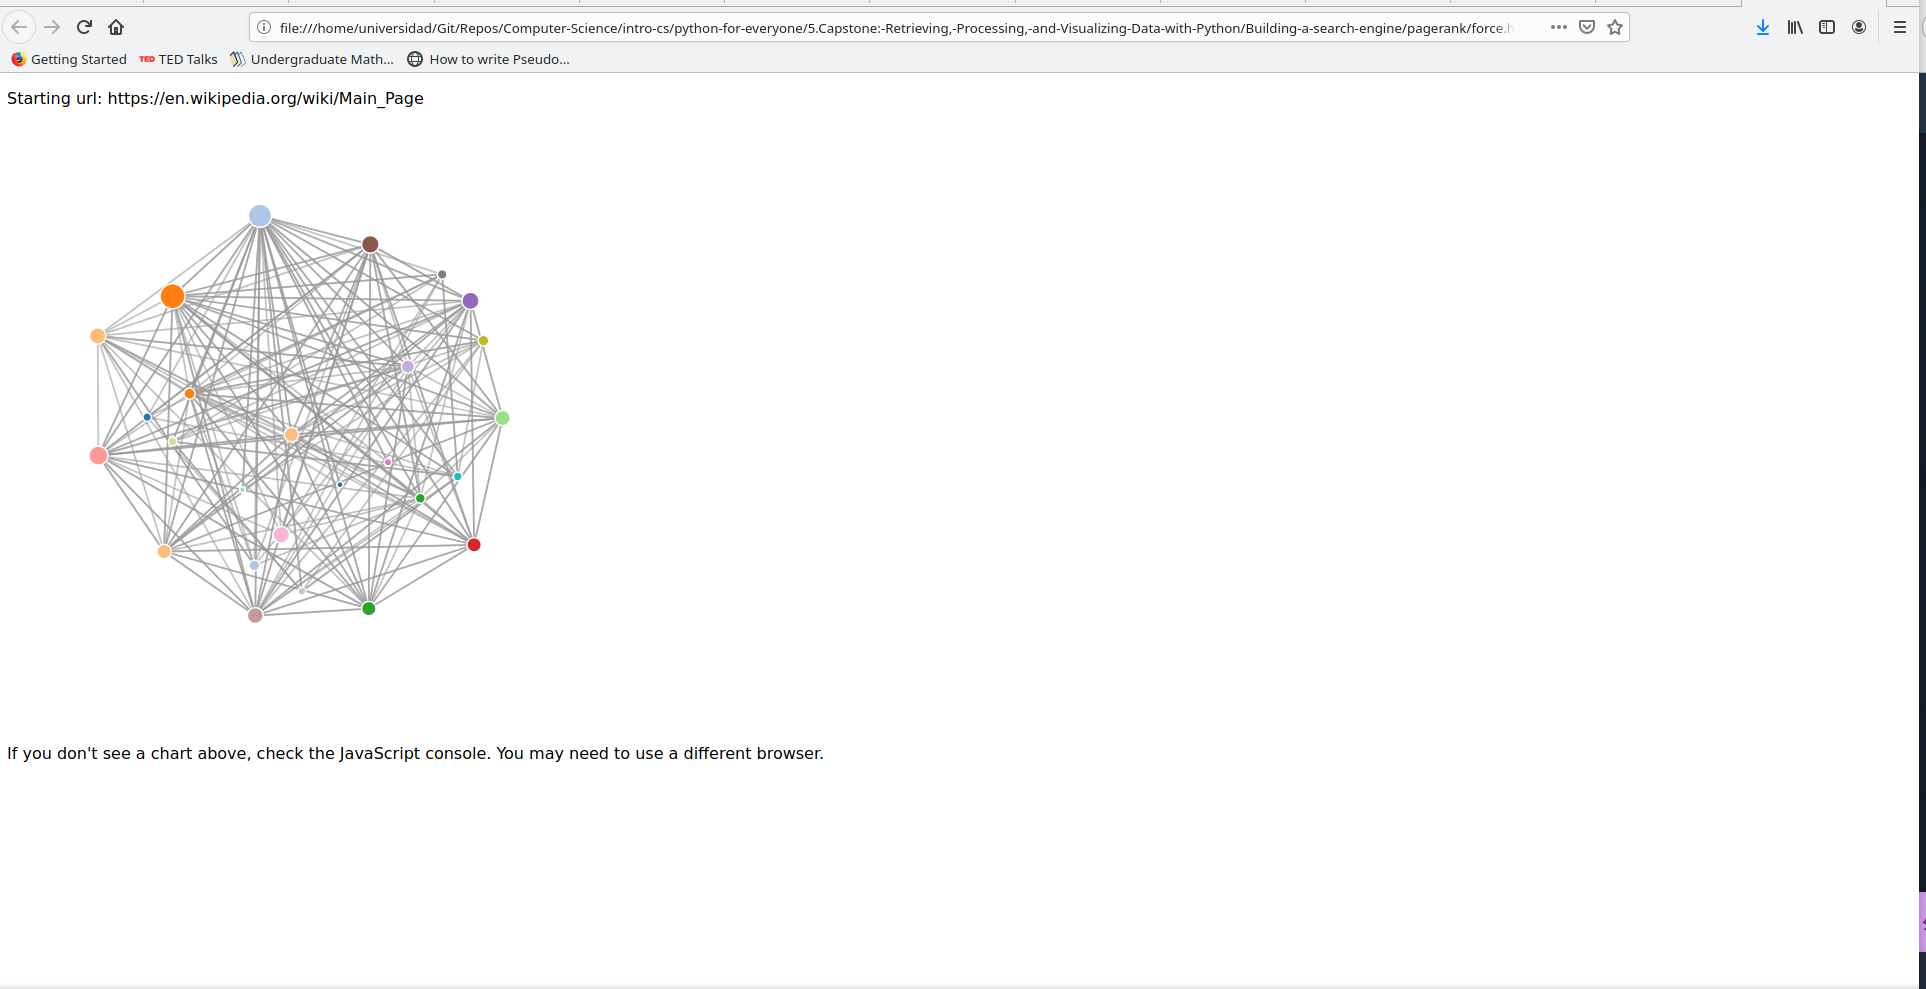 file:///home/universidad/Git/Repos/Computer-Science/intro-cs/python-for-everyone/5.Capstone:-Retrieving,-Processing,-and-Visualizing-Data-with-Python/Building-a-search-engine/pagerank/force.h
Getting Started TED TED Talks Undergraduate Math... How to write Pseudo...
Starting url: https://en.wikipedia.org/wiki/Main_Page
If you don't see a chart above, check the JavaScript console. You may need to use a different browser.